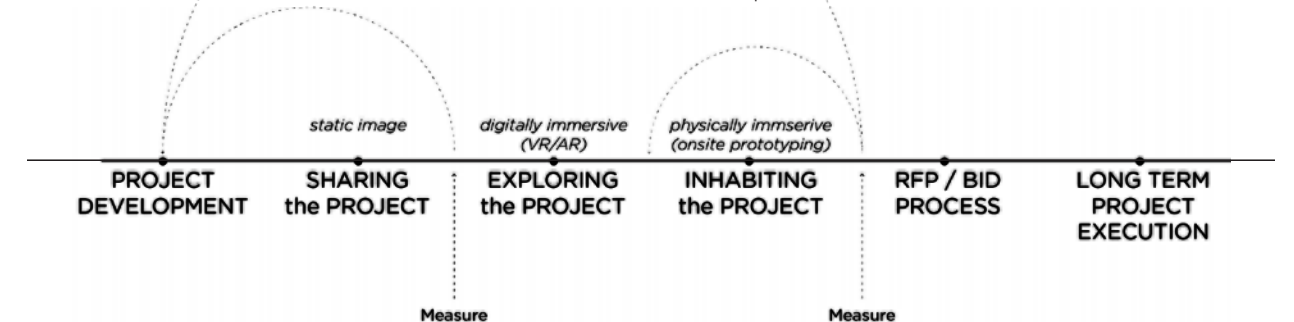 static image
digitally immersive
(VR/AR)
physically immserive
(onsite prototyping)
PROJECT
DEVELOPMENT
SHARING
the PROJECT
EXPLORING
the PROJECT
INHABITING
the PROJECT
RFP / BID
PROCESS
LONG TERM
PROJECT
EXECUTION
Measure
Measure